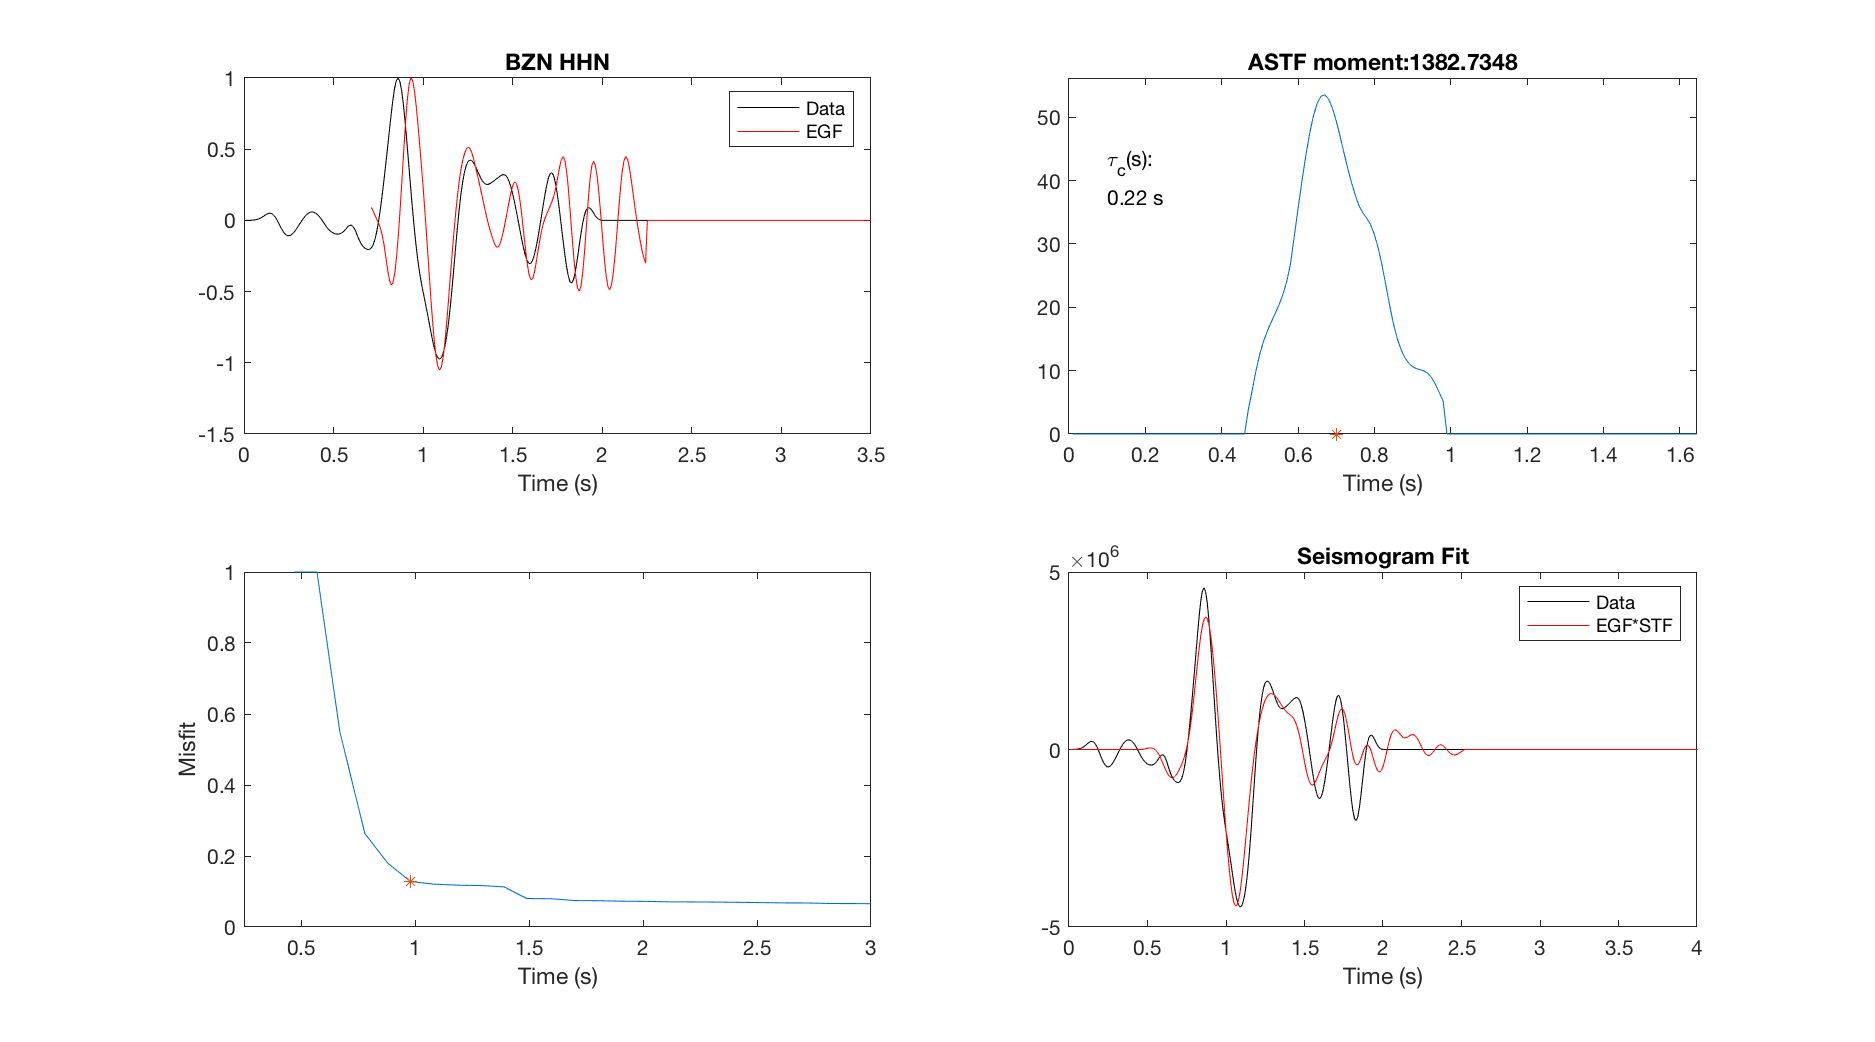 BZN HHN
Data
EGF
1
0.5
0
-0.5
-1
-1.5
0 0.5 1 1.5 2 2.5 3 3.5
Time (s)
ASTF moment:1382.7348
τc(s):
0.22 s
50
40
30
20
10
0
0 0.2 0.4 0.6 0.8 1 1.2 1.4 1.6
Time (s)
Misfit
1
0.8
0.6
0.4
0.2
0
0.5 1 1.5 2 2.5 3
Time (s)
Seismogram Fit
×10⁶
Data
EGF*STF
5
0
-5
0 0.5 1 1.5 2 2.5 3 3.5 4
Time (s)